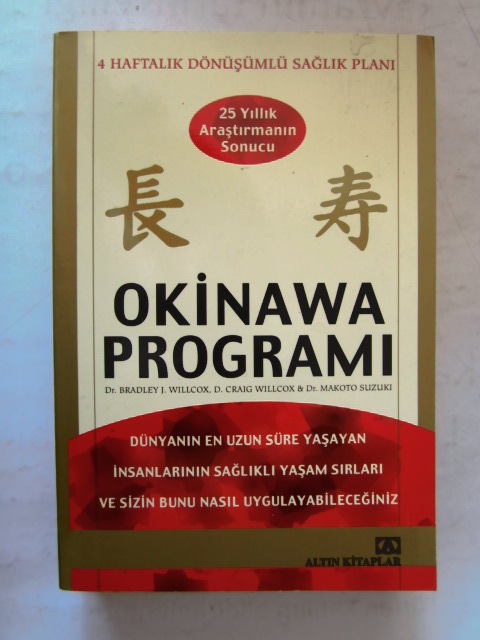 4 HAFTALIK DÖNÜŞÜMLÜ SAĞLIK PLANI
25 Yıllık
Araştırmanın
Sonucu
長 寿
OKİNAWA
PROGRAMI
Dr. BRADLEY J. WILLCOX, D. CRAIG WILLCOX & Dr. MAKOTO SUZUKI
DÜNYANIN EN UZUN SÜRE YAŞAYAN
İNSANLARININ SAĞLIKLI YAŞAM SIRLARI
VE SİZİN BUNU NASIL UYGULAYABİLECEĞİNİZ
ALTIN KİTAPLAR